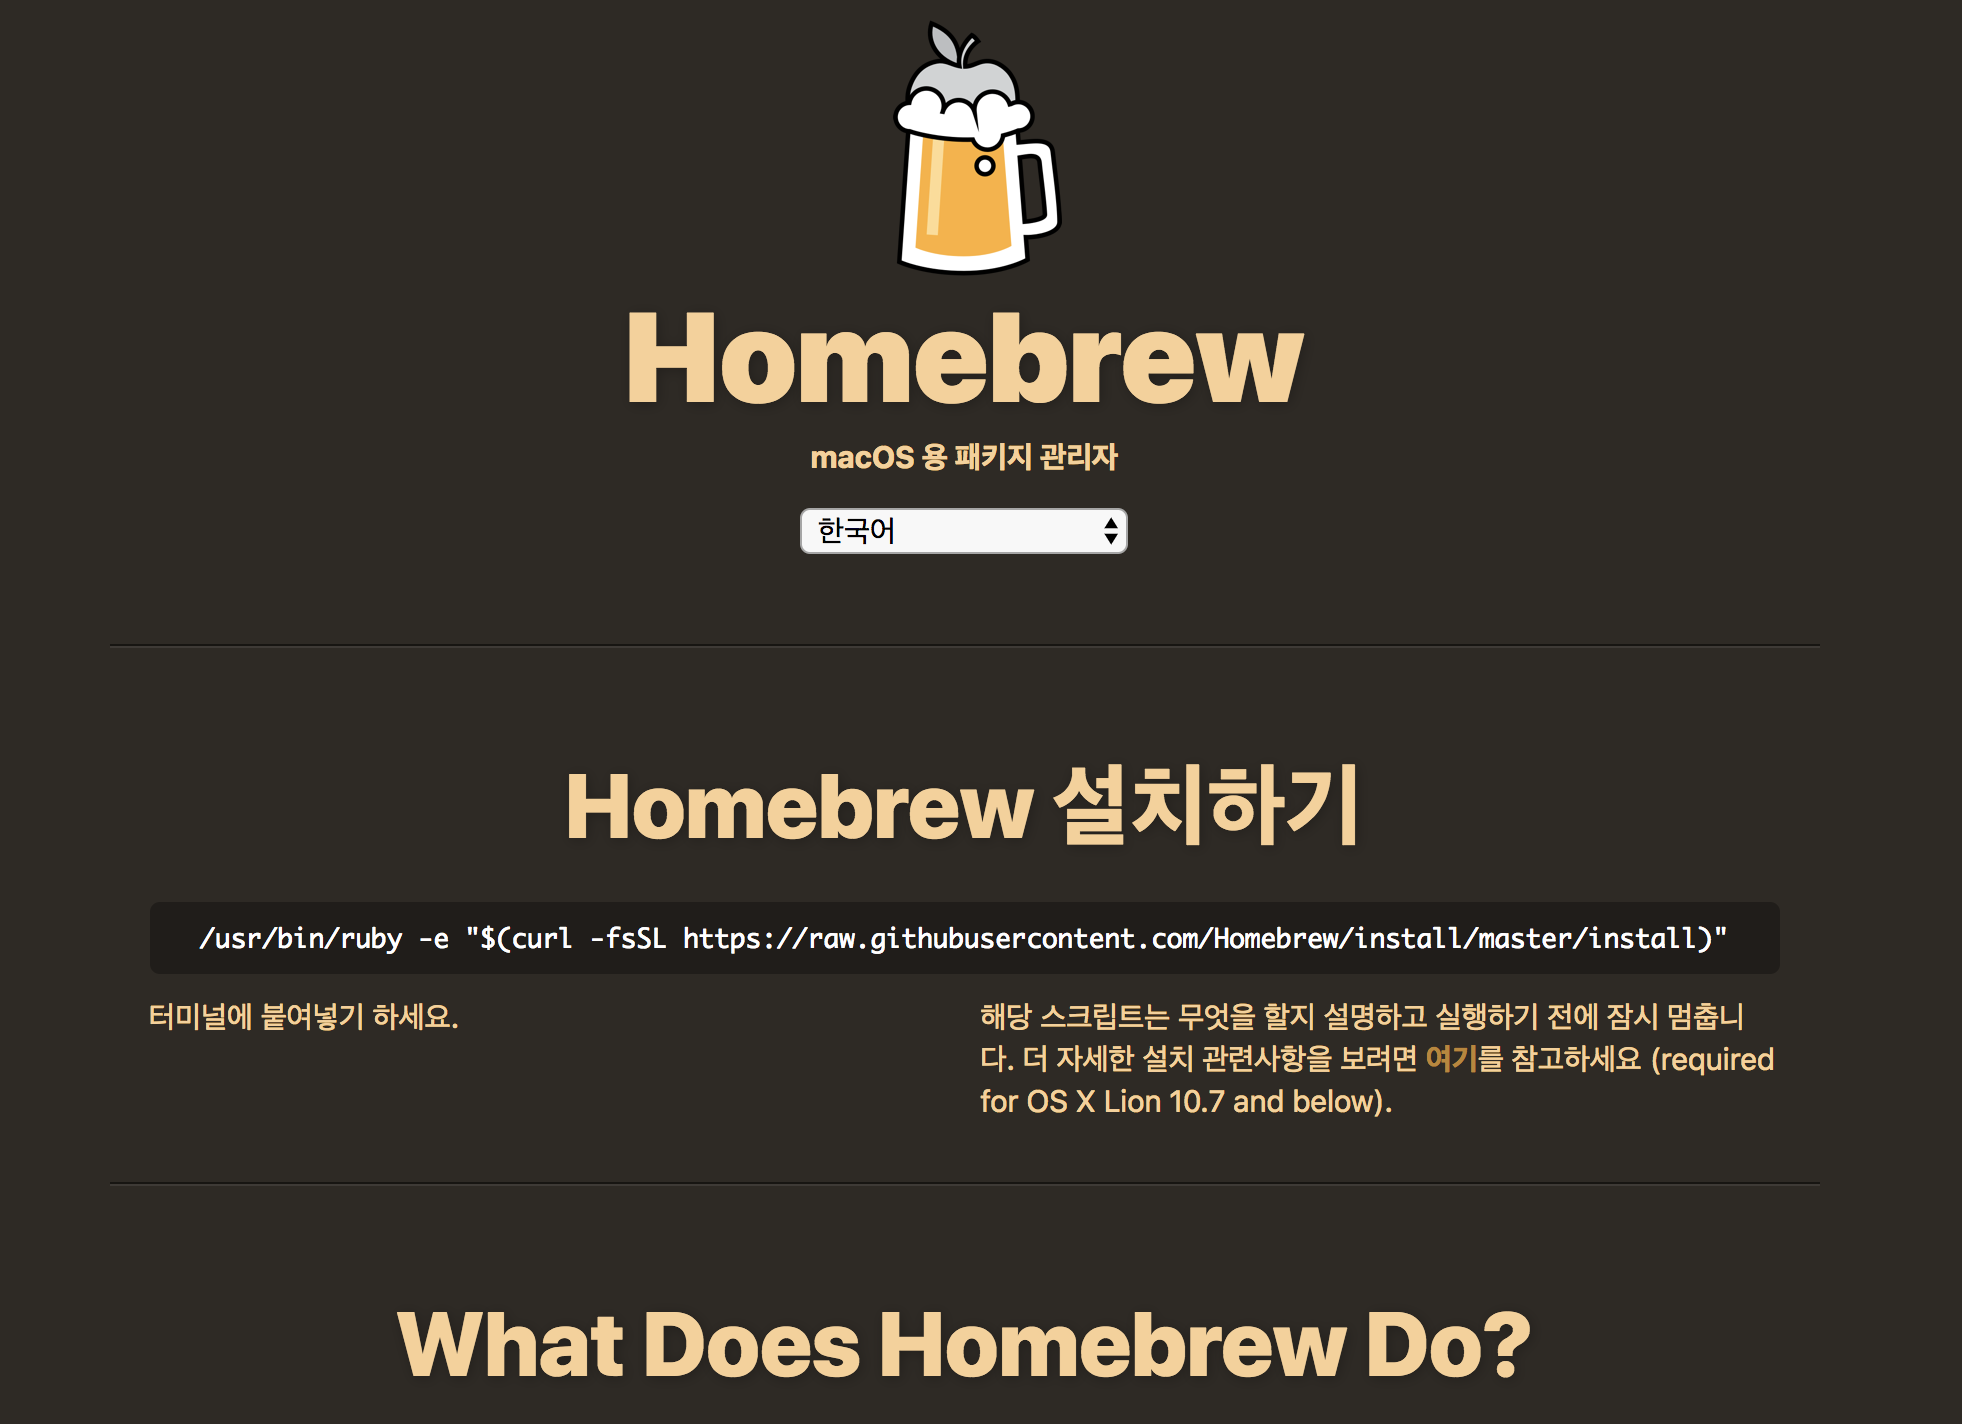 Homebrew
macOS 용 패키지 관리자
한국어
Homebrew 설치하기
/usr/bin/ruby -e "$(curl -fsSL https://raw.githubusercontent.com/Homebrew/install/master/install)"
터미널에 붙여넣기 하세요.
해당 스크립트는 무엇을 할지 설명하고 실행하기 전에 잠시 멈춥니
다. 더 자세한 설치 관련사항을 보려면 여기를 참고하세요 (required
for OS X Lion 10.7 and below).
What Does Homebrew Do?